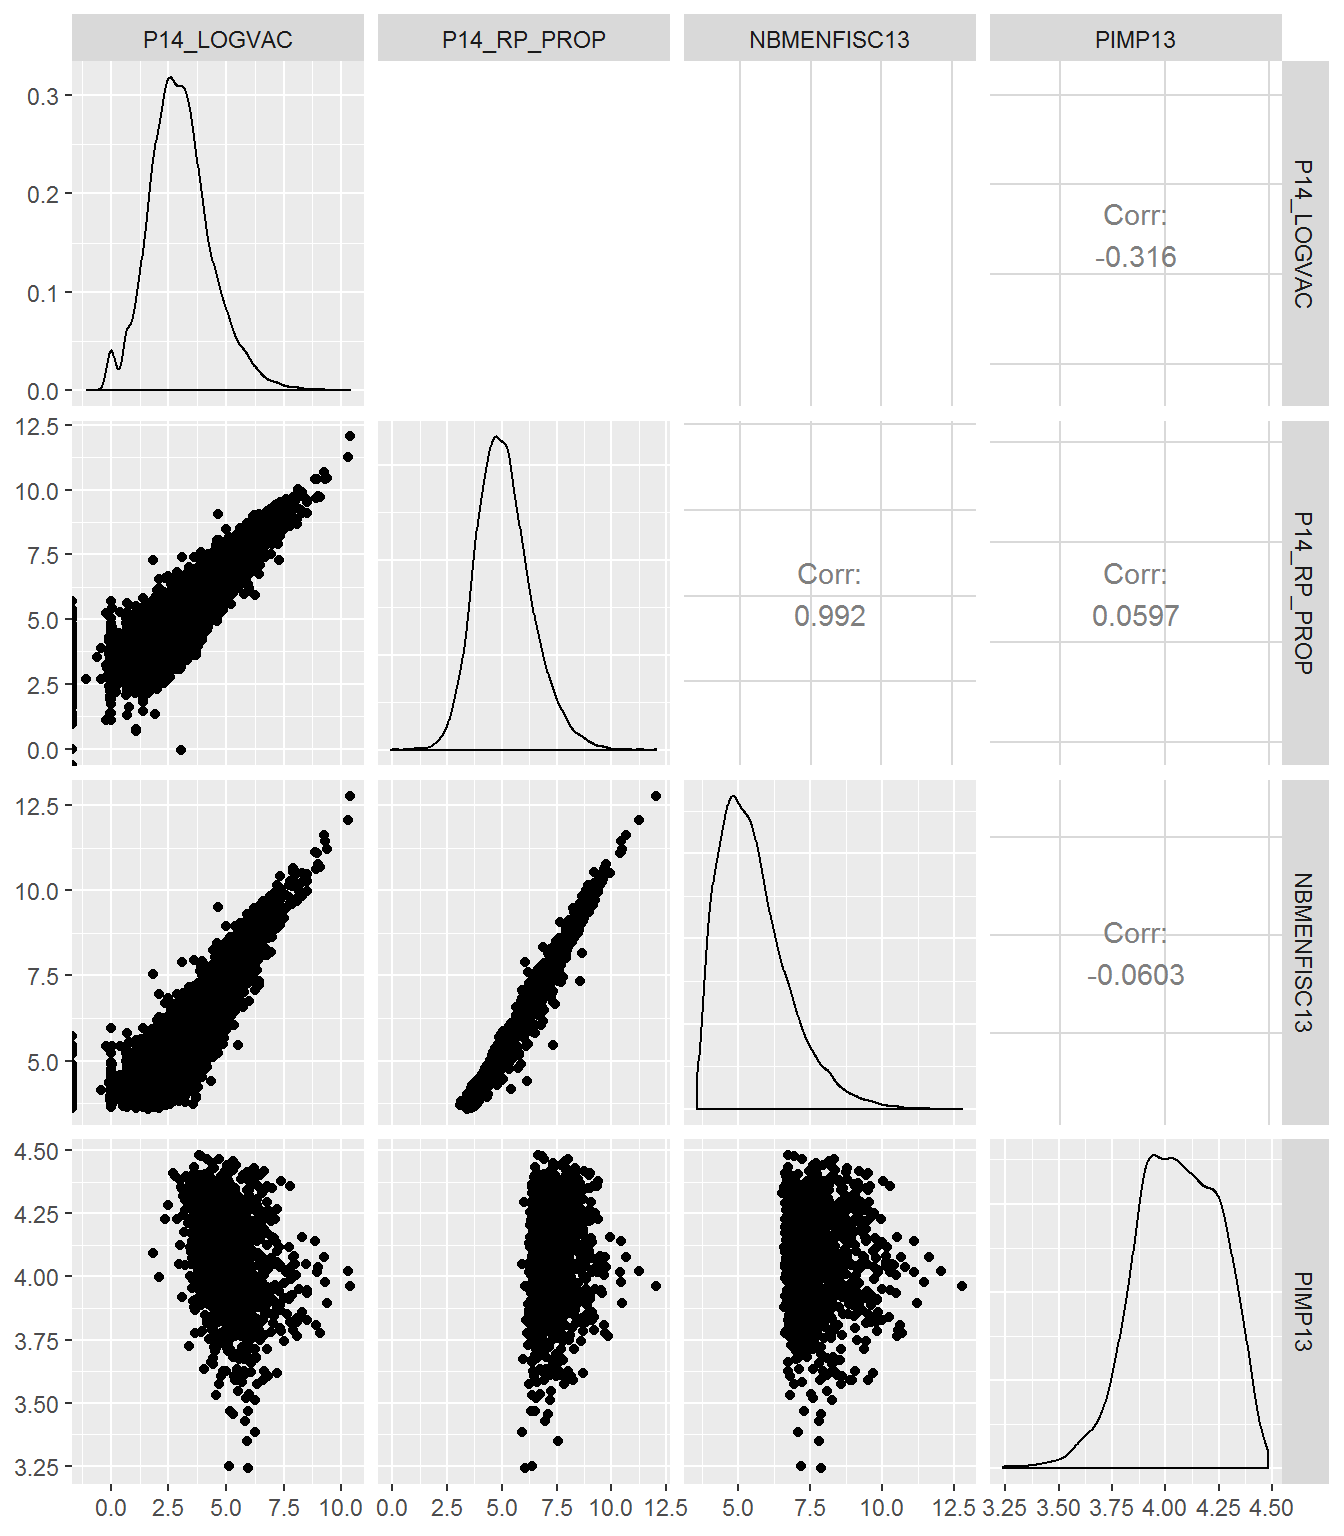 P14_LOGVAC P14_RP_PROP NBMENFISC13 PIMP13
0.3
0.2
0.1
0.0
Corr:
-0.316
P14_LOGVAC
12.5
10.0
7.5
5.0
2.5
0.0
Corr:
0.992
Corr:
0.0597
P14_RP_PROP
12.5
10.0
7.5
5.0
Corr:
-0.0603
NBMENFISC13
4.50
4.25
4.00
3.75
3.50
3.25
PIMP13
0.0 2.5 5.0 7.5 10.0 0.0 2.5 5.0 7.5 10.0 12.5 5.0 7.5 10.0 12.5 3.25 3.50 3.75 4.00 4.25 4.50